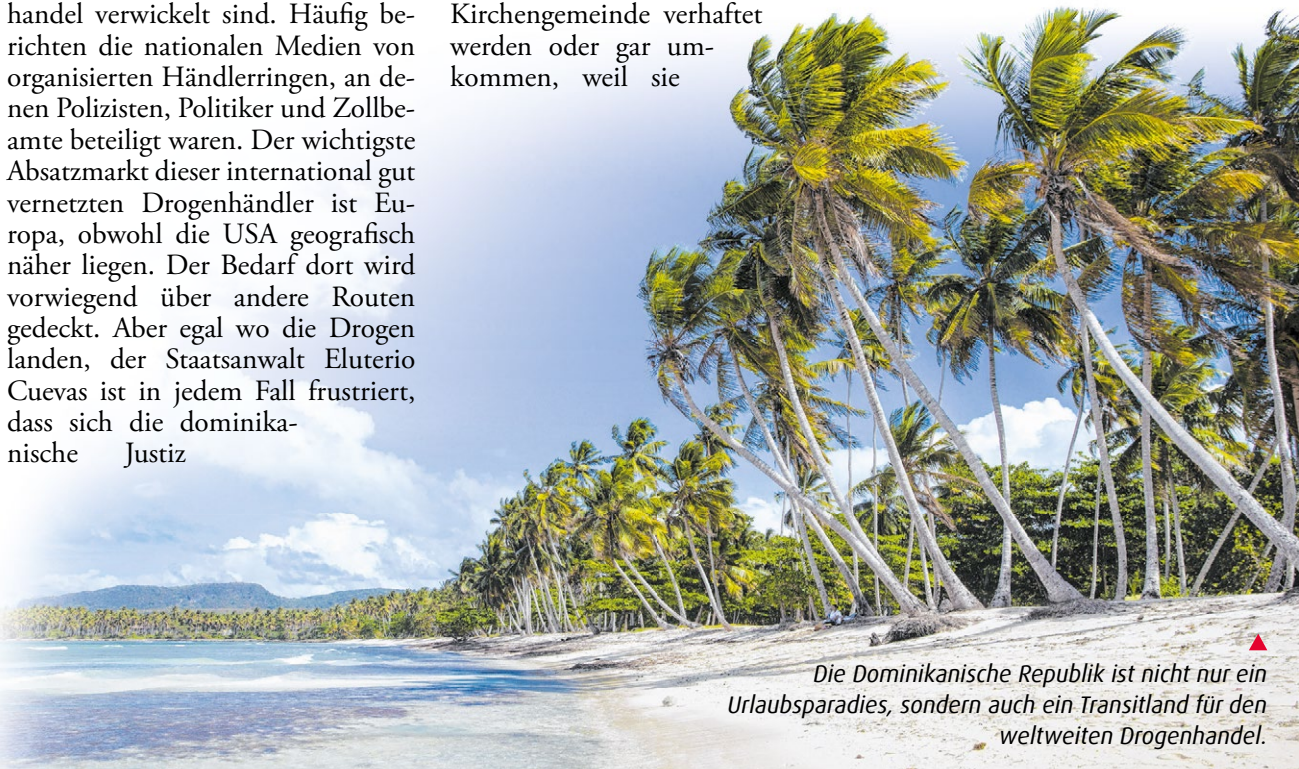 handel verwickelt sind. Häufig be-
richten die nationalen Medien von
organisierten Händlerringen, an de-
nen Polizisten, Politiker und Zollbe-
amte beteiligt waren. Der wichtigste
Absatzmarkt dieser international gut
vernetzten Drogenhändler ist Eu-
ropa, obwohl die USA geografisch
näher liegen. Der Bedarf dort wird
vorwiegend über andere Routen
gedeckt. Aber egal wo die Drogen
landen, der Staatsanwalt Eluterio
Cuevas ist in jedem Fall frustriert,
dass sich die dominika-
nische Justiz
Kirchengemeinde verhaftet
werden oder gar um-
kommen, weil sie
Die Dominikanische Republik ist nicht nur ein
Urlaubsparadies, sondern auch ein Transitland für den
weltweiten Drogenhandel.